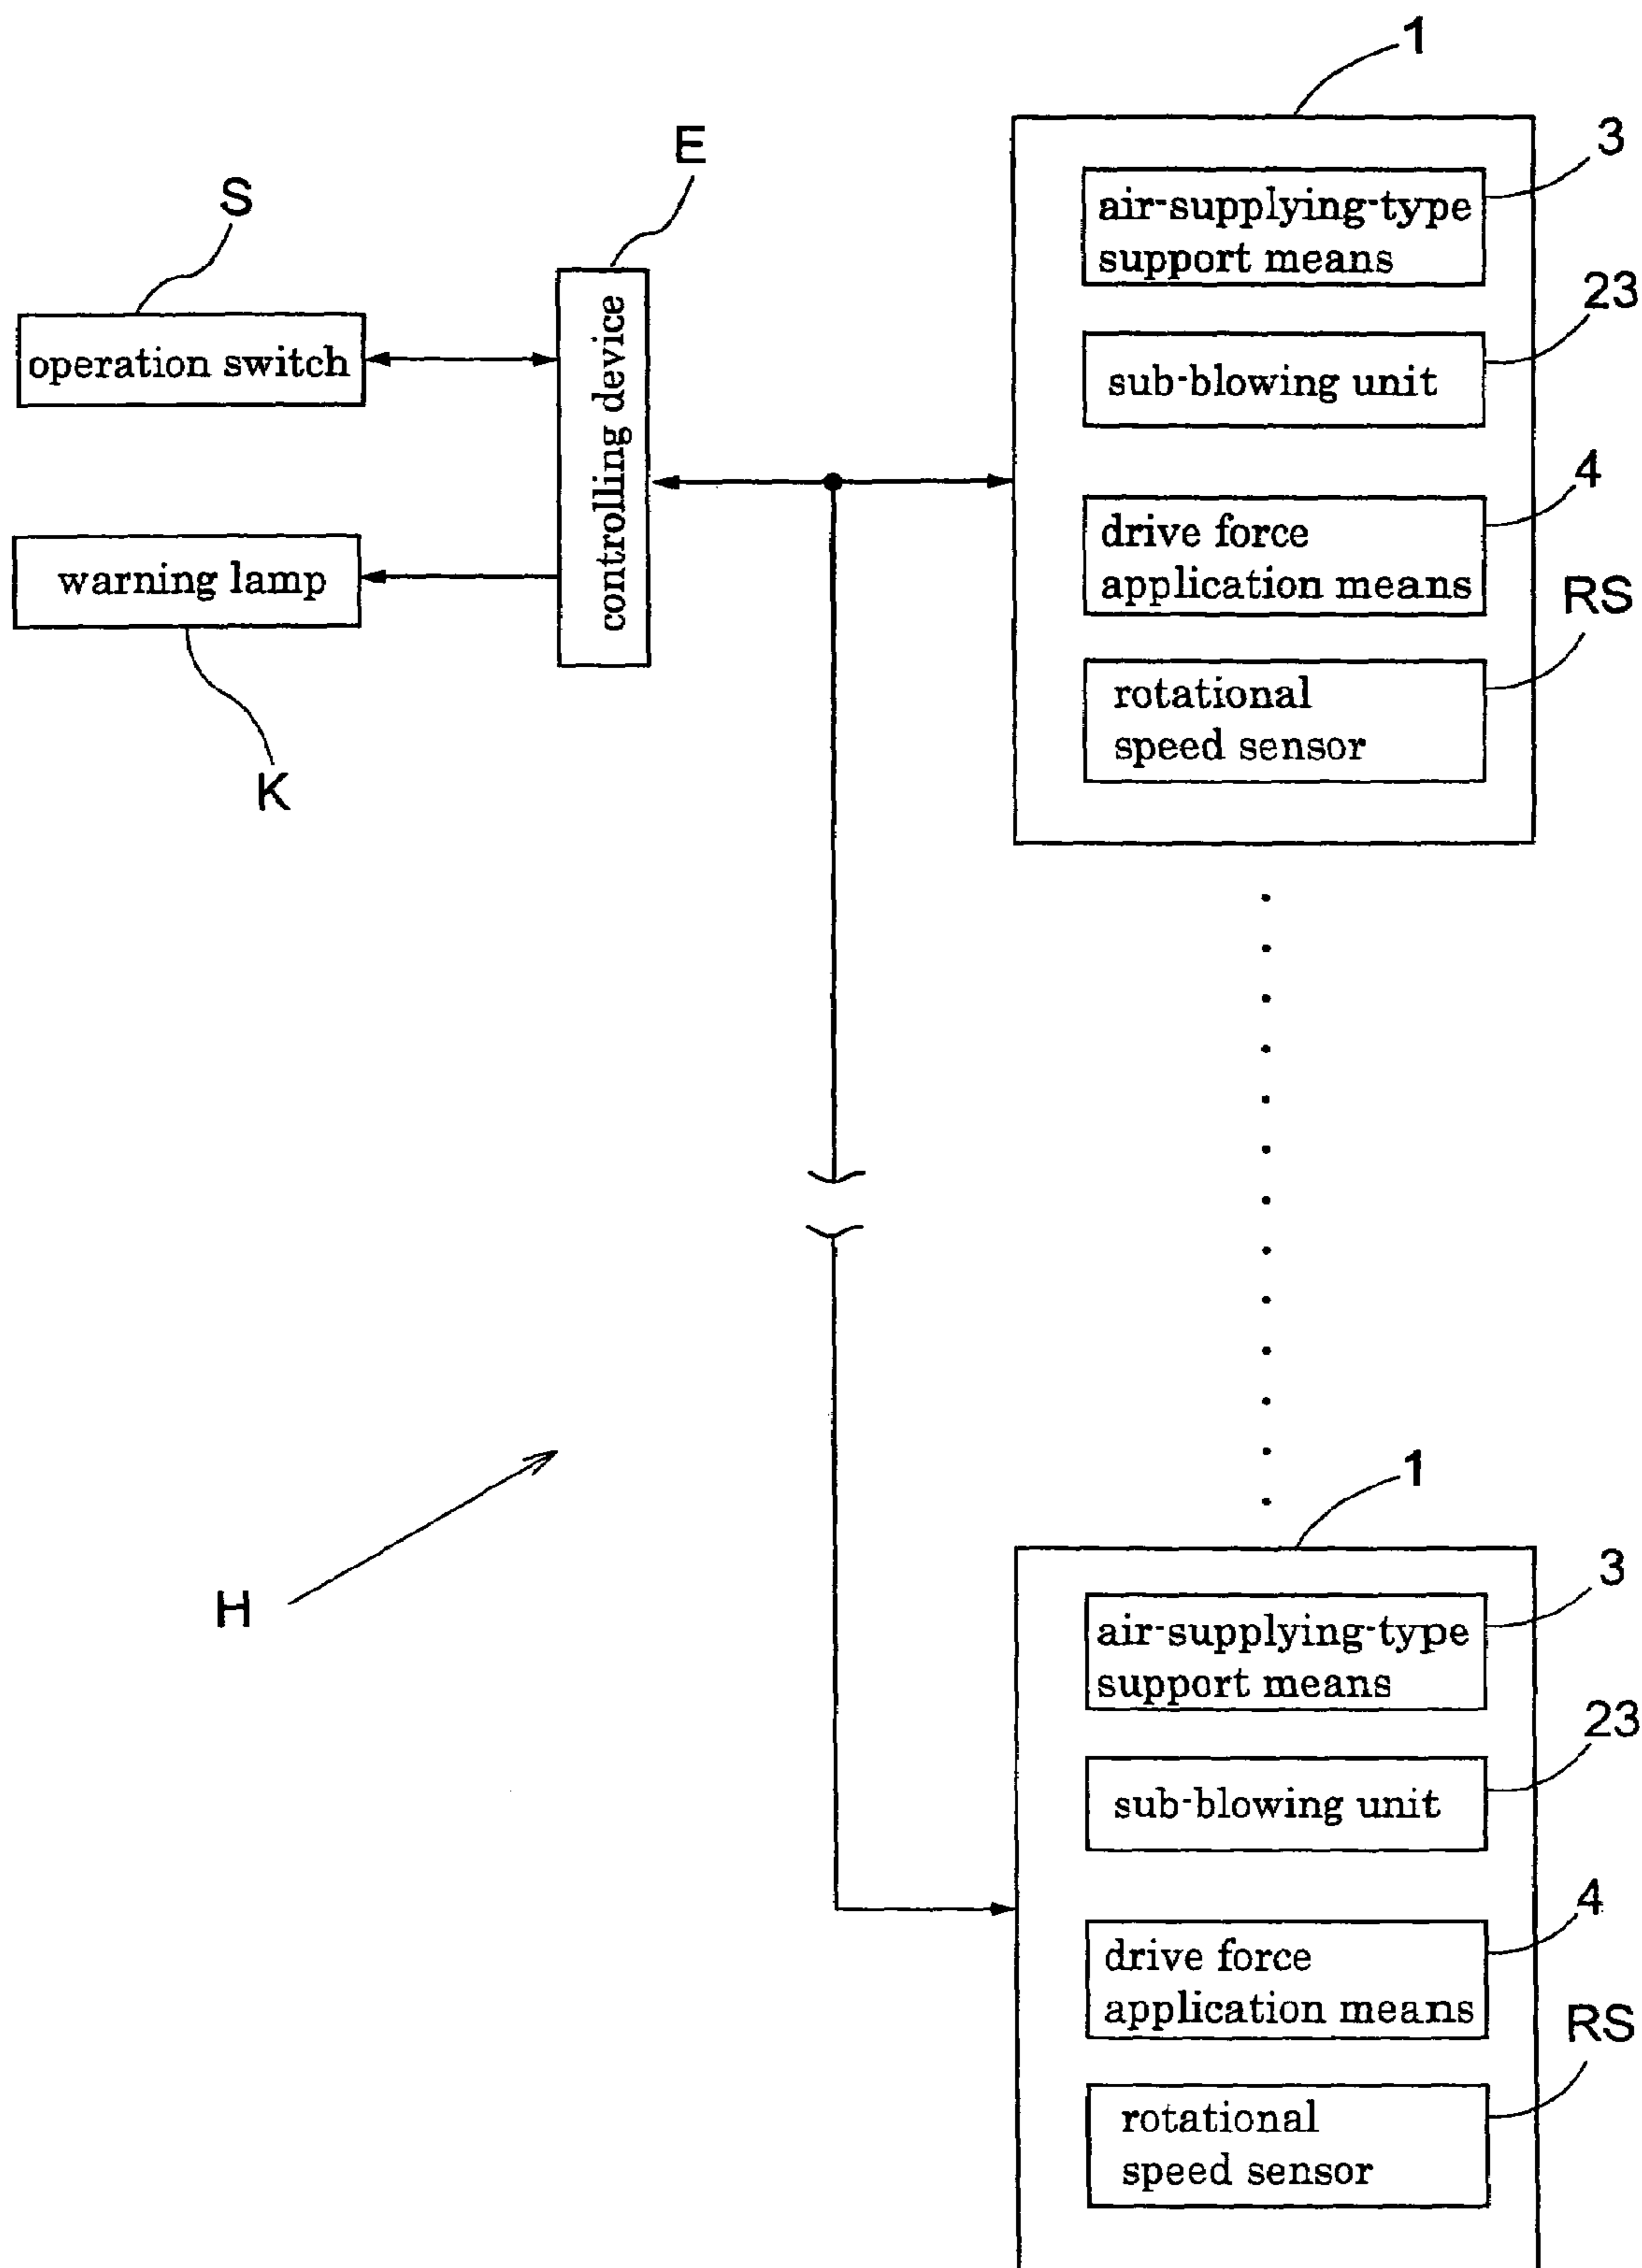 1
3
air-supplying-type
support means
E
S
23
operation switch
controlling device
sub-blowing unit
4
drive force
application means
warning lamp
RS
rotational
speed sensor
K
1
3
air-supplying-type
support means
H
23
sub-blowing unit
4
drive force
application means
RS
rotational
speed sensor